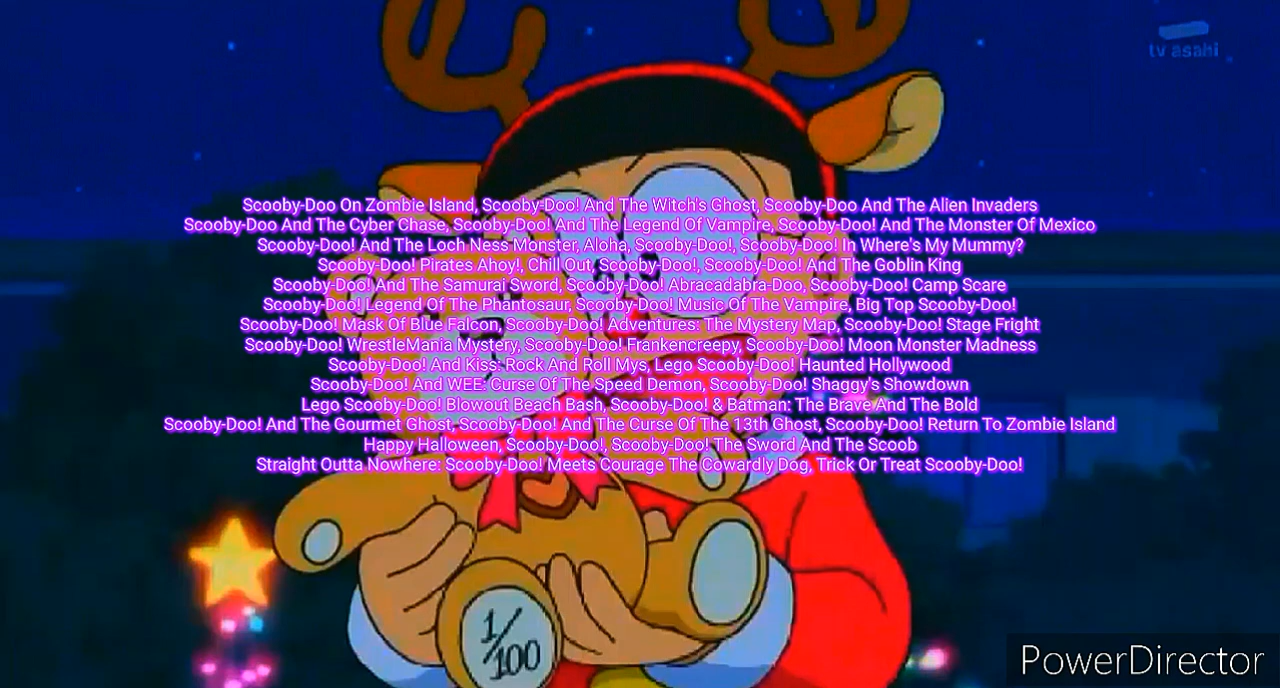 tv asahi
Scooby-Doo On Zombie Island, Scooby-Doo! And The Witch's Ghost, Scooby-Doo And The Alien Invaders
Scooby-Doo And The Cyber Chase, Scooby-Doo! And The Legend Of Vampire, Scooby-Doo! And The Monster Of Mexico
Scooby-Doo! And The Loch Ness Monster, Aloha, Scooby-Doo!, Scooby-Doo! In Where's My Mummy?
Scooby-Doo! Pirates Ahoy!, Chill Out, Scooby-Doo!, Scooby-Doo! And The Goblin King
Scooby-Doo! And The Samurai Sword, Scooby-Doo! Abracadabra-Doo, Scooby-Doo! Camp Scare
Scooby-Doo! Legend Of The Phantosaur, Scooby-Doo! Music Of The Vampire, Big Top Scooby-Doo!
Scooby-Doo! Mask Of Blue Falcon, Scooby-Doo! Adventures: The Mystery Map, Scooby-Doo! Stage Fright
Scooby-Doo! WrestleMania Mystery, Scooby-Doo! Frankencreepy, Scooby-Doo! Moon Monster Madness
Scooby-Doo! And Kiss: Rock And Roll Mys, Lego Scooby-Doo! Haunted Hollywood
Scooby-Doo! And WEE: Curse Of The Speed Demon, Scooby-Doo! Shaggy's Showdown
Lego Scooby-Doo! Blowout Beach Bash, Scooby-Doo! & Batman: The Brave And The Bold
Scooby-Doo! And The Gourmet Ghost, Scooby-Doo! And The Curse Of The 13th Ghost, Scooby-Doo! Return To Zombie Island
Happy Halloween, Scooby-Doo!, Scooby-Doo! The Sword And The Scoob
Straight Outta Nowhere: Scooby-Doo! Meets Courage The Cowardly Dog, Trick Or Treat Scooby-Doo!
1/100
PowerDirector